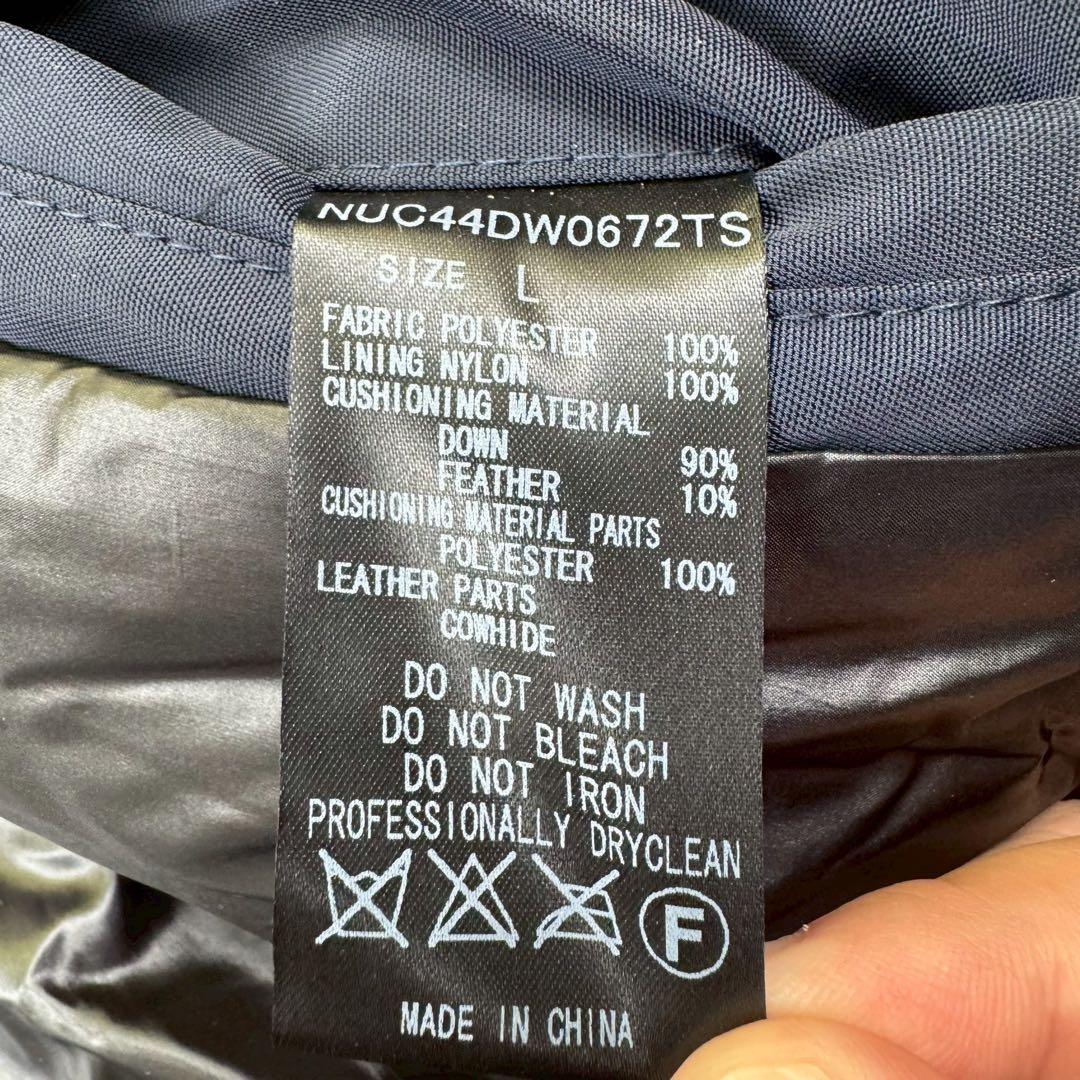 NUC44DW0672TS
SIZE L
FABRIC POLYESTER 100%
LINING NYLON 100%
CUSHIONING MATERIAL
DOWN 90%
FEATHER 10%
CUSHIONING MATERIAL PARTS
POLYESTER 100%
LEATHER PARTS
COWHIDE
DO NOT WASH
DO NOT BLEACH
DO NOT IRON
PROFESSIONALLY DRYCLEAN
F
MADE IN CHINA